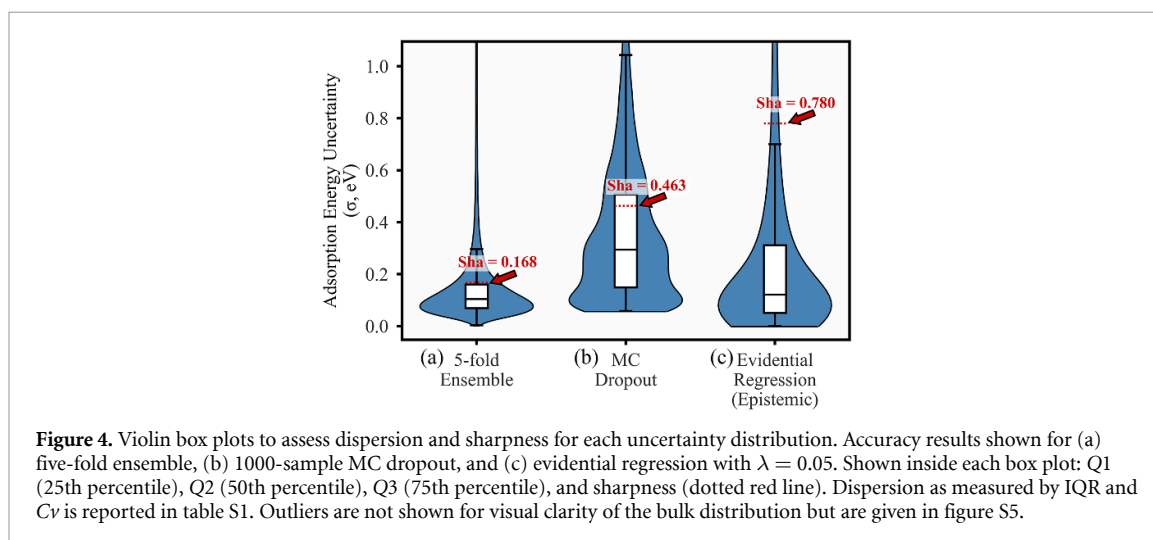 Adsorption Energy Uncertainty
(σ, eV)
1.0
0.8
0.6
0.4
0.2
0.0
Sha = 0.168
Sha = 0.463
Sha = 0.780
(a) 5-fold
Ensemble
(b) MC
Dropout
(c) Evidential
Regression
(Epistemic)
Figure 4. Violin box plots to assess dispersion and sharpness for each uncertainty distribution. Accuracy results shown for (a)
five-fold ensemble, (b) 1000-sample MC dropout, and (c) evidential regression with λ = 0.05. Shown inside each box plot: Q1
(25th percentile), Q2 (50th percentile), Q3 (75th percentile), and sharpness (dotted red line). Dispersion as measured by IQR and
Cv is reported in table S1. Outliers are not shown for visual clarity of the bulk distribution but are given in figure S5.